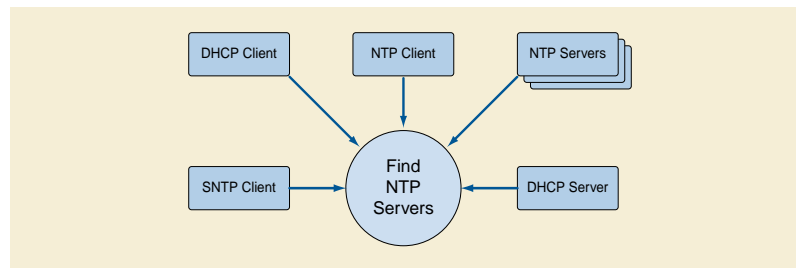 DHCP Client
NTP Client
NTP Servers
SNTP Client
Find
NTP
Servers
DHCP Server